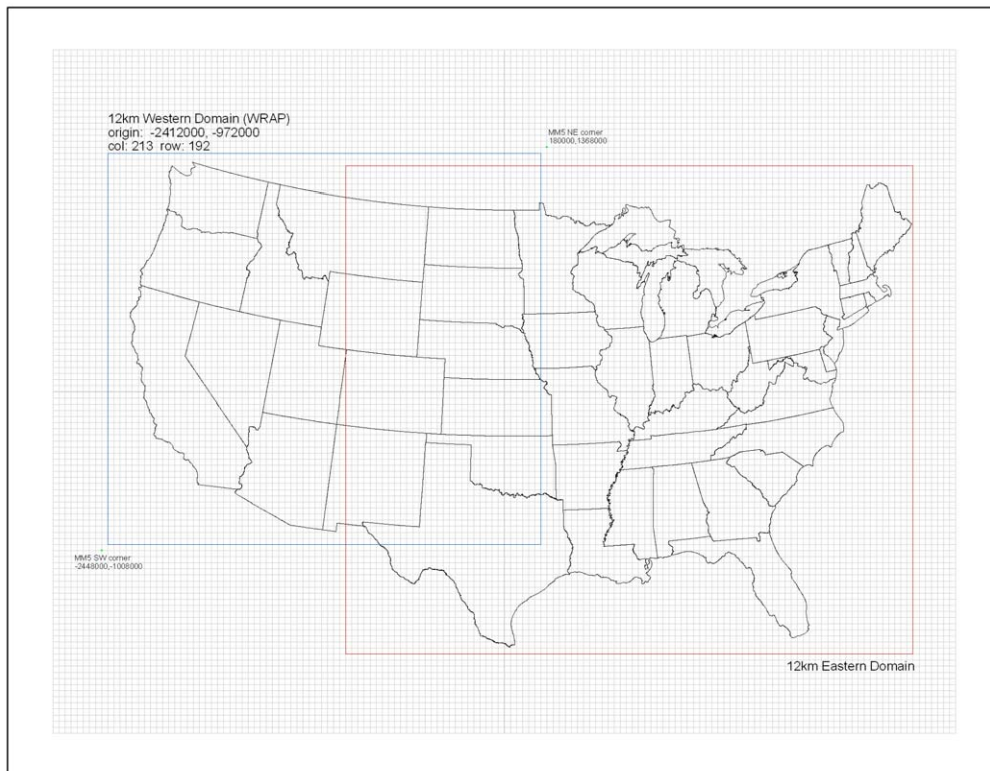 12km Western Domain (WRAP)
origin: -2412000, -972000
col: 213 row: 192
MM5 NE corner
180000,1368000
MM5 SW corner
-2448000,-1008000
12km Eastern Domain